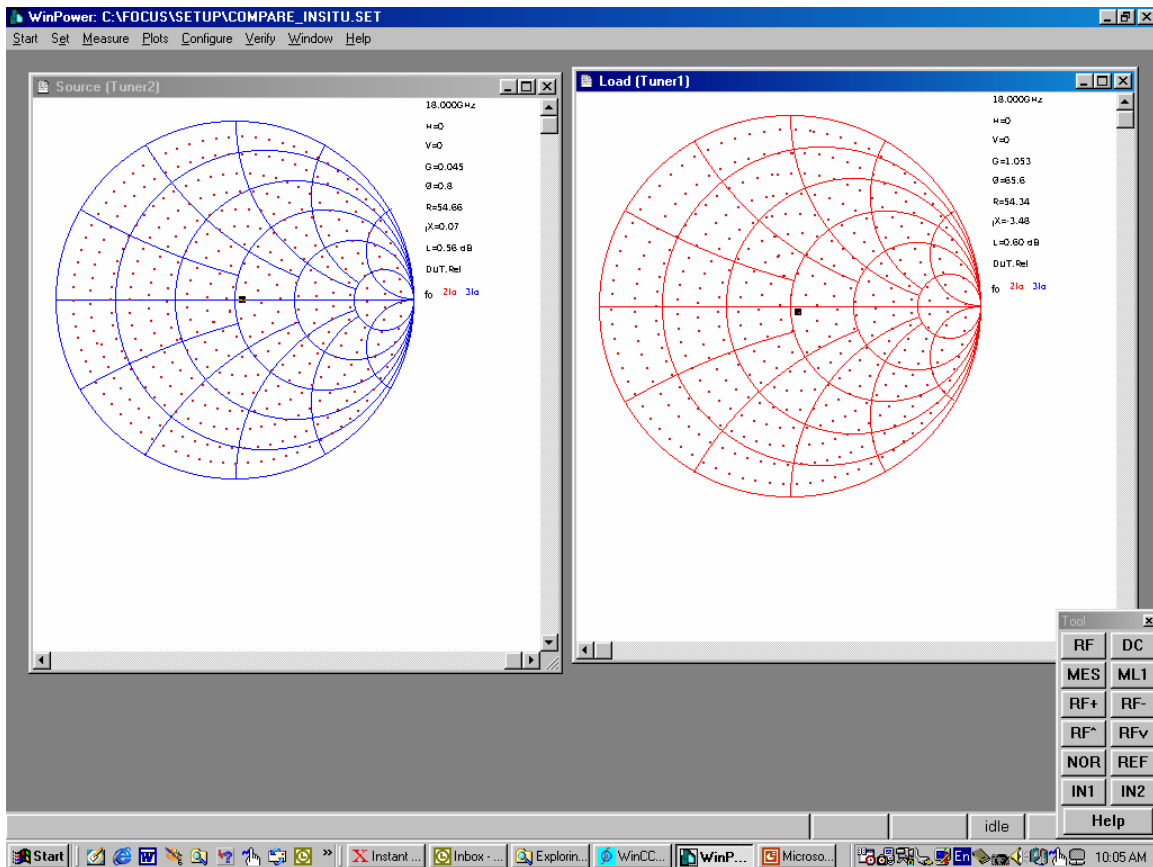 WinPower: C:\FOCUS\SETUP\COMPARE_INSITU.SET
Start Set Measure Plots Configure Verify Window Help
Source (Tuner2)
18.000GHz
H=0
V=0
G=0.045
Ø=0.8
R=54.66
jX=0.07
L=0.56 dB
DUT.Rel
fo 2fa 3fa
Load (Tuner1)
18.000GHz
H=0
V=0
G=1.053
Ø=65.6
R=54.34
jX=-3.48
L=0.60 dB
DUT.Rel
fo 2fa 3fa
Tool
RF DC
MES ML1
RF+ RF-
RF^ RFv
NOR REF
IN1 IN2
Help
idle
Start » Instant ... Inbox - ... Explorin... WinCC... WinP... Microso... En 10:05 AM